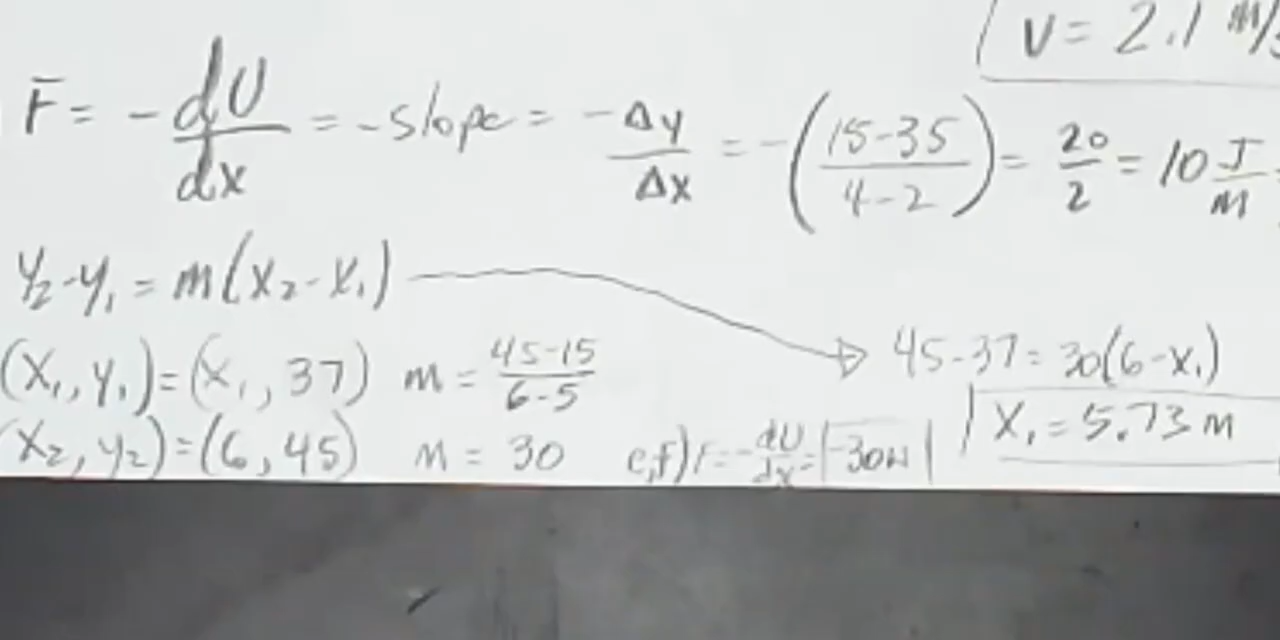 V = 2.1 M/s
F = - dU/dx = -slope = - Δy/Δx = - (15-35 / 4-2) = 20/2 = 10 J/M =
y₂-y₁ = m(x₂-x₁)
45-37 = 30(6-x₁)
(x₁, y₁) = (x₁, 37) m = 45-15 / 6-5
x₁ = 5.73 m
(x₂, y₂) = (6, 45) m = 30 e,f) F = - dU/dx = -30N